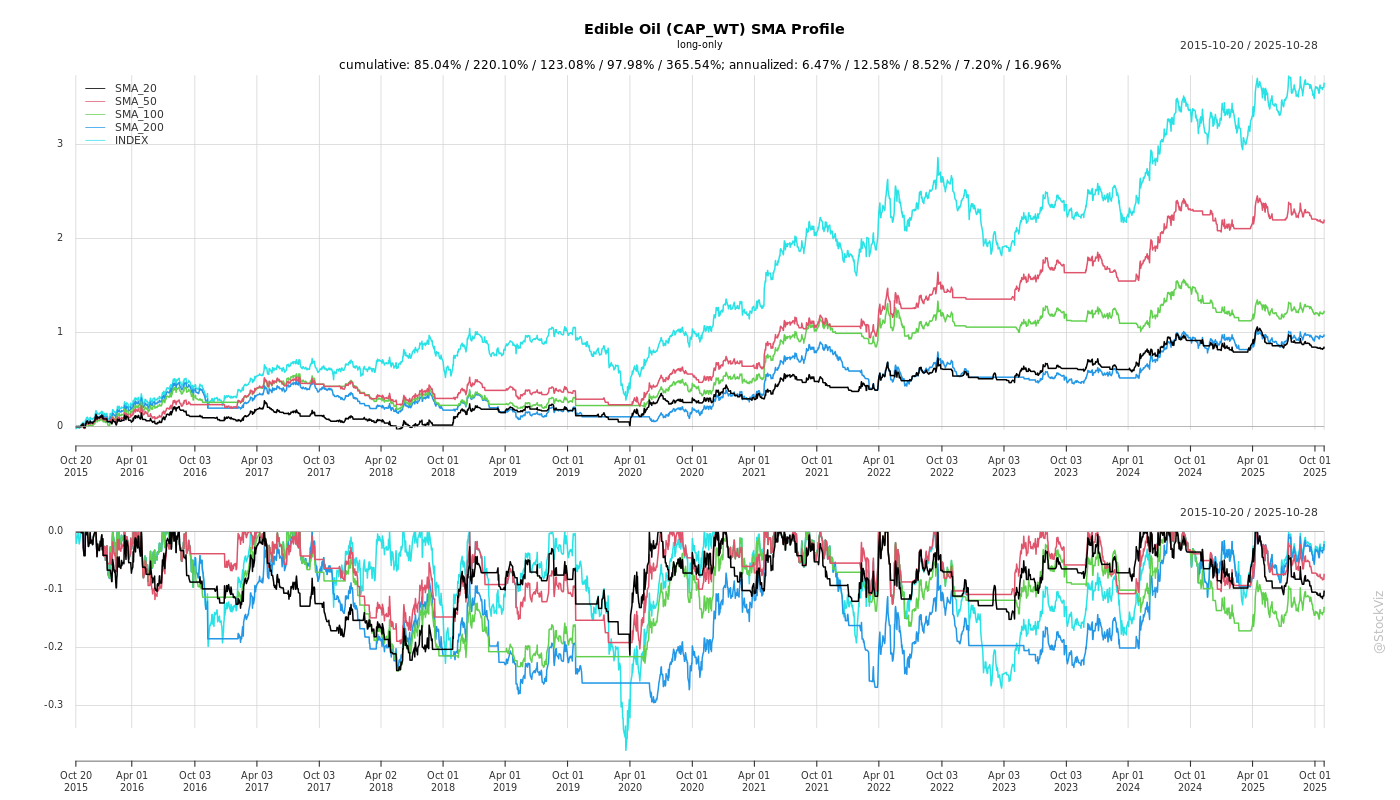 Edible Oil (CAP_WT) SMA Profile
long-only
2015-10-20 / 2025-10-28
cumulative: 85.04% / 220.10% / 123.08% / 97.98% / 365.54%; annualized: 6.47% / 12.58% / 8.52% / 7.20% / 16.96%
SMA_20
SMA_50
SMA_100
SMA_200
INDEX
3
2
1
0
Oct 20 Apr 01 Oct 03 Apr 03 Oct 03 Apr 02 Oct 01 Apr 01 Oct 01 Apr 01 Oct 01 Apr 01 Oct 01 Apr 01 Oct 03 Apr 03 Oct 03 Apr 01 Oct 01 Apr 01 Oct 01
2015 2016 2016 2017 2017 2018 2018 2019 2019 2020 2020 2021 2021 2022 2022 2023 2023 2024 2024 2025 2025
2015-10-20 / 2025-10-28
0.0
-0.1
-0.2
-0.3
Oct 20 Apr 01 Oct 03 Apr 03 Oct 03 Apr 02 Oct 01 Apr 01 Oct 01 Apr 01 Oct 01 Apr 01 Oct 01 Apr 01 Oct 03 Apr 03 Oct 03 Apr 01 Oct 01 Apr 01 Oct 01
2015 2016 2016 2017 2017 2018 2018 2019 2019 2020 2020 2021 2021 2022 2022 2023 2023 2024 2024 2025 2025
@StockViz